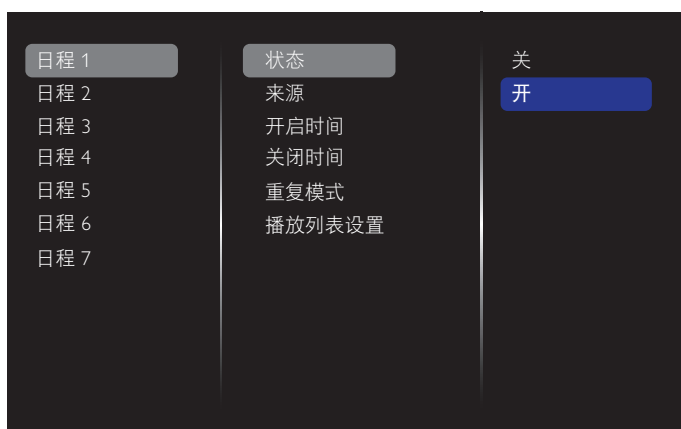 日程 1
日程 2
日程 3
日程 4
日程 5
日程 6
日程 7
状态
来源
开启时间
关闭时间
重复模式
播放列表设置
关
开